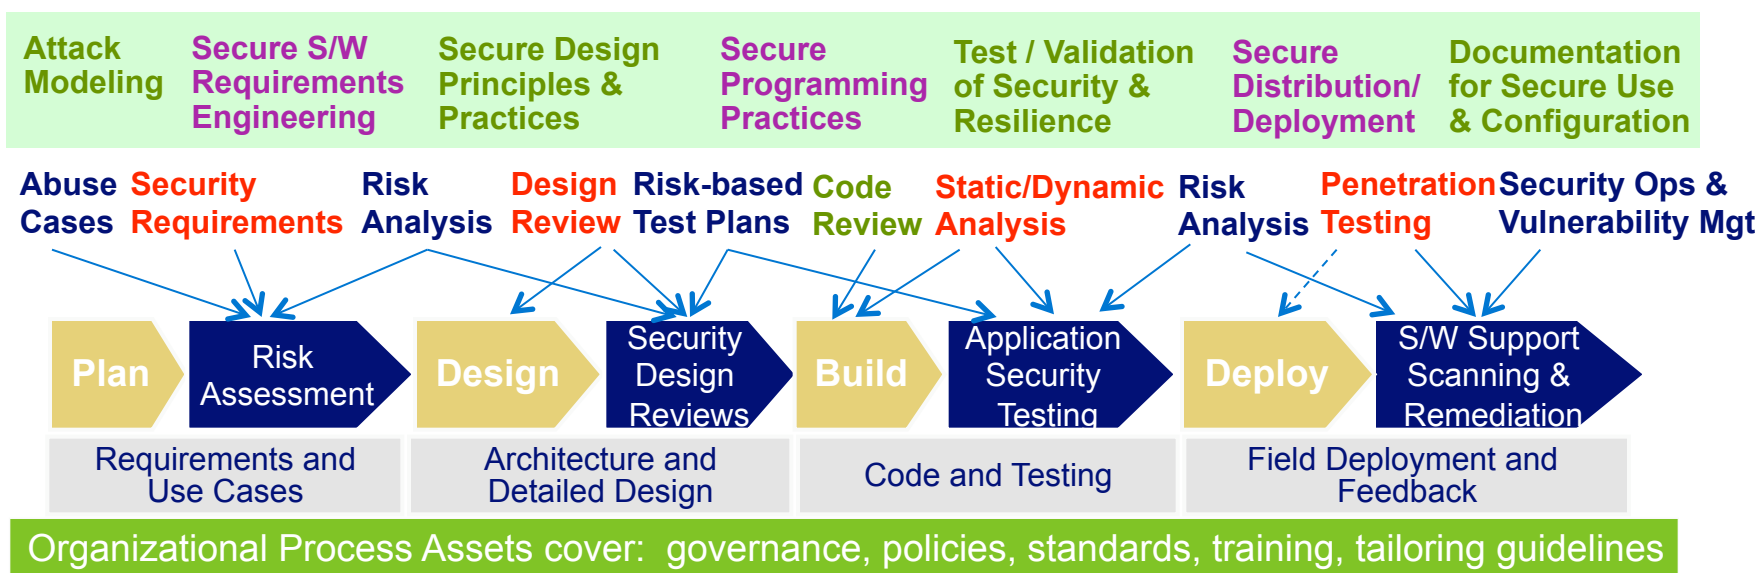 Attack
Modeling
Secure S/W
Requirements
Engineering
Secure Design
Principles &
Practices
Secure
Programming
Practices
Test / Validation
of Security &
Resilience
Secure
Distribution/
Deployment
Documentation
for Secure Use
& Configuration
Abuse
Cases
Security
Requirements
Risk
Analysis
Design
Review
Risk-based
Test Plans
Code
Review
Static/Dynamic
Analysis
Risk
Analysis
Penetration
Testing
Security Ops &
Vulnerability Mgt
Plan
Risk
Assessment
Design
Security
Design
Reviews
Build
Application
Security
Testing
Deploy
S/W Support
Scanning &
Remediation
Requirements and
Use Cases
Architecture and
Detailed Design
Code and Testing
Field Deployment and
Feedback
Organizational Process Assets cover: governance, policies, standards, training, tailoring guidelines